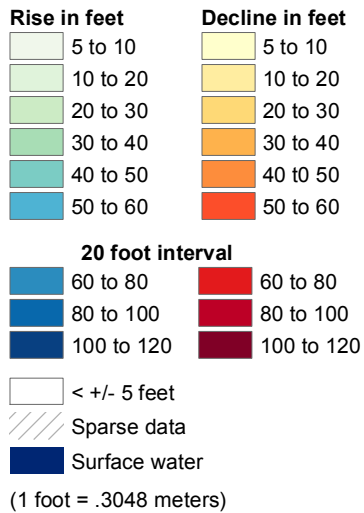 Rise in feet
5 to 10
10 to 20
20 to 30
30 to 40
40 to 50
50 to 60
Decline in feet
5 to 10
10 to 20
20 to 30
30 to 40
40 t0 50
50 to 60
20 foot interval
60 to 80
80 to 100
100 to 120
60 to 80
80 to 100
100 to 120
< +/- 5 feet
Sparse data
Surface water
(1 foot = .3048 meters)